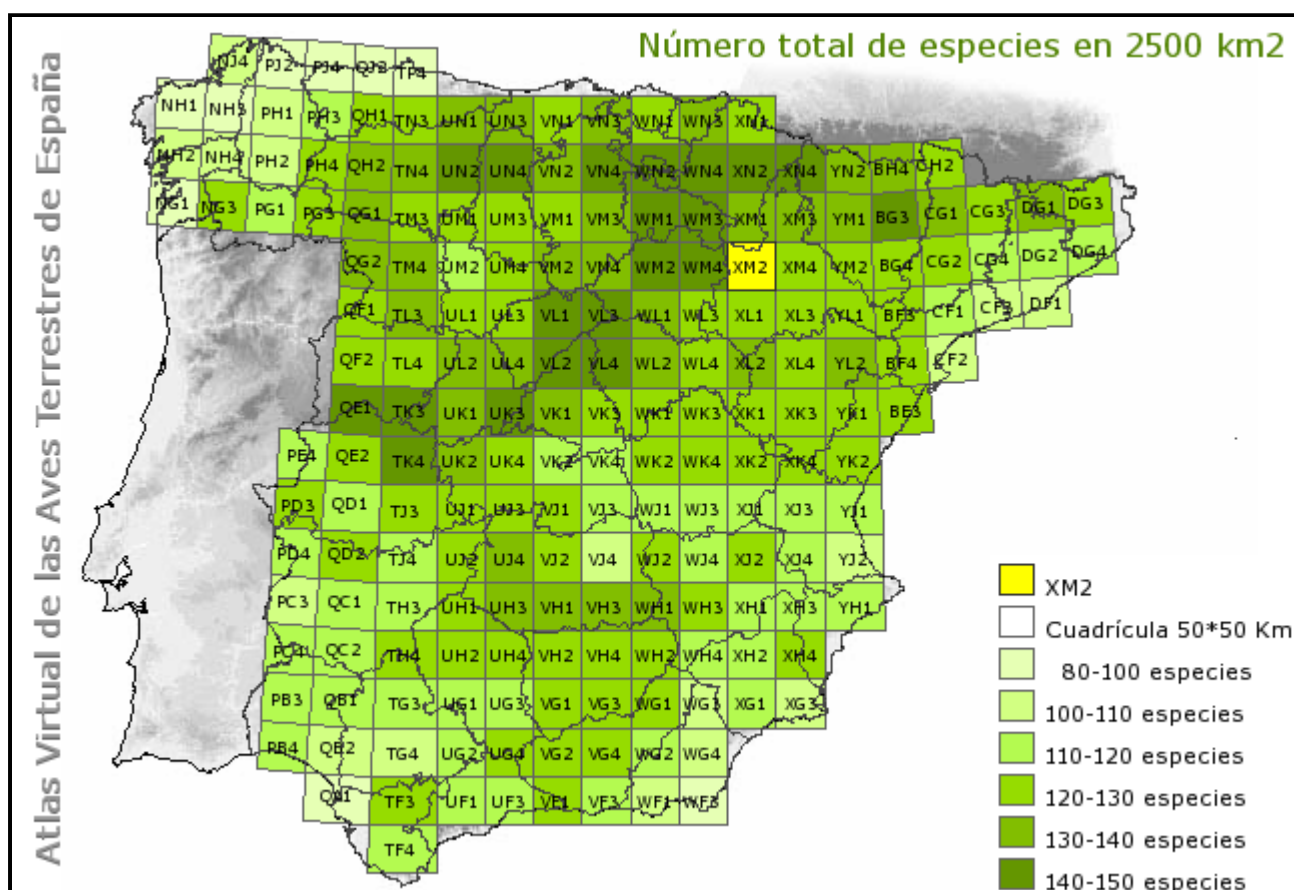 Número total de especies en 2500 km2
Atlas Virtual de las Aves Terrestres de España
NJ4 PJ2 PJ4 QJ2 TP4
NH1 NH3 PH1 PH3 QH1 TN3 UN1 UN3 VN1 VN3 WN1 WN3 XN1
NH2 NH4 PH2 PH4 QH2 TN4 UN2 UN4 VN2 VN4 WN2 WN4 XN2 XN4 YN2 BH4 CH2
NG1 NG3 PG1 PG3 QG1 TM3 UM1 UM3 VM1 VM3 WM1 WM3 XM1 XM3 YM1 BG3 CG1 CG3 DG1 DG3
QG2 TM4 UM2 UM4 VM2 VN4 WM2 WM4 XM2 XM4 YM2 BG4 CG2 CG4 DG2 DG4
QF1 TL3 UL1 UL3 VL1 VL3 WL1 WL3 XL1 XL3 YL1 BF3 CF1 CF3 DF1
QF2 TL4 UL2 UL4 VL2 VL4 WL2 WL4 XL2 XL4 YL2 BF4 CF2
QE1 TK3 UK1 UK3 VK1 VK3 WK1 WK3 XK1 XK3 YK1 BE3
PE4 QE2 TK4 UK2 UK4 VK2 VK4 WK2 WK4 XK2 XK4 YK2
PD3 QD1 TJ3 UJ1 UJ3 VJ1 VJ3 WJ1 WJ3 XJ1 XJ3 YJ1
PD4 QD2 TJ4 UJ2 UJ4 VJ2 VJ4 WJ2 WJ4 XJ2 XJ4 YJ2
PC3 QC1 TH3 UH1 UH3 VH1 VH3 WH1 WH3 XH1 XH3 YH1
PC4 QC2 TH4 UH2 UH4 VH2 VH4 WH2 WH4 XH2 XH4
PB3 QB1 TG3 UG1 UG3 VG1 VG3 WG1 WG3 XG1 XG3
PB4 QB2 TG4 UG2 UG4 VG2 VG4 WG2 WG4
TF3 UF1 UF3 VF1 VF3 WF1 WF3
TF4
XM2
Cuadrícula 50*50 Km
80-100 especies
100-110 especies
110-120 especies
120-130 especies
130-140 especies
140-150 especies